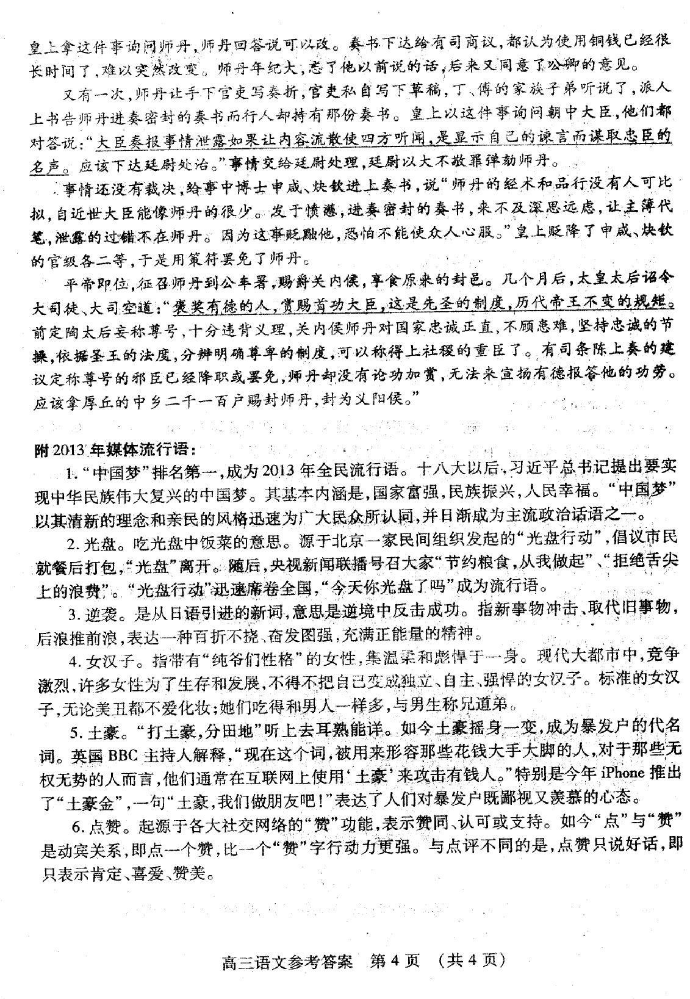 皇上拿这件事询问师丹,师丹回答说可以改。奏书下达给有司商议,都认为使用铜钱已经很
长时间了,难以突然改变。师丹年纪大,忘了他以前说的话,后来又同意了公卿的意见。
又有一次,师丹让手下官吏写奏折,官吏私自写下草稿,丁、傅的家族子弟听说了,派人
上书告师丹进奏密封的奏书而行人却持有那份奏书。皇上以这件事询问朝中大臣,他们都
对答说:“大臣奏报事情泄露如果让内容流散使四方听闻,是显示自己的谏言而谋取忠臣的
名声。应该下达廷尉处治。”事情交给廷尉处理,廷尉以大不敬罪弹劾师丹。
事情还没有裁决,给事中博士申咸、炔钦进上奏书,说“师丹的经术和品行没有人可比
拟,自近世大臣能像师丹的很少。发于愤懑,进奏密封的奏书,来不及深思远虑,让主簿代
笔,泄露的过错不在师丹。因为这事贬黜他,恐怕不能使众人心服。”皇上贬降了申咸、炔钦
的官级各二等,于是用策符罢免了师丹。
平帝即位,征召师丹到公车署,赐爵关内侯,享食原来的封邑。几个月后,太皇太后诏令
大司徒、大司空道:“褒奖有德的人,赏赐首功大臣,这是先圣的制度,历代帝王不变的规矩。
前定陶太后妄称尊号,十分违背义理,关内侯师丹对国家忠诚正直,不顾患难,坚持忠诚的节
操,依据圣王的法度,分辨明确尊卑的制度,可以称得上社稷的重臣了。有司条陈上奏的建
议定称尊号的邪臣已经降职或罢免,师丹却没有论功加赏,无法来宣扬有德报答他的功劳。
应该拿厚丘的中乡二千一百户赐封师丹,封为义阳侯。”
附2013年媒体流行语:
1.“中国梦”排名第一,成为2013年全民流行语。十八大以后,习近平总书记提出要实
现中华民族伟大复兴的中国梦。其基本内涵是,国家富强,民族振兴,人民幸福。“中国梦”
以其清新的理念和亲民的风格迅速为广大民众所认同,并日渐成为主流政治话语之一。
2.光盘。吃光盘中饭菜的意思。源于北京一家民间组织发起的“光盘行动”,倡议市民
就餐后打包,“光盘”离开。随后,央视新闻联播号召大家“节约粮食,从我做起”、“拒绝舌尖
上的浪费”。“光盘行动”迅速席卷全国,“今天你光盘了吗”成为流行语。
3.逆袭。是从日语引进的新词,意思是逆境中反击成功。指新事物冲击、取代旧事物,
后浪推前浪,表达一种百折不挠、奋发图强,充满正能量的精神。
4.女汉子。指带有“纯爷们性格”的女性,集温柔和彪悍于一身。现代大都市中,竞争
激烈,许多女性为了生存和发展,不得不把自己变成独立、自主、强悍的女汉子。标准的女汉
子,无论美丑都不爱化妆;她们吃得和男人一样多,与男生称兄道弟。
5.土豪。“打土豪,分田地”听上去耳熟能详。如今土豪摇身一变,成为暴发户的代名
词。英国BBC主持人解释,“现在这个词,被用来形容那些花钱大手大脚的人,对于那些无
权无势的人而言,他们通常在互联网上使用‘土豪’来攻击有钱人。”特别是今年iPhone推出
了“土豪金”,一句“土豪,我们做朋友吧!”表达了人们对暴发户既鄙视又羡慕的心态。
6.点赞。起源于各大社交网络的“赞”功能,表示赞同、认可或支持。如今“点”与“赞”
是动宾关系,即点一个赞,比一个“赞”字行动力更强。与点评不同的是,点赞只说好话,即
只表示肯定、喜爱、赞美。
高三语文参考答案 第4页 (共4页)